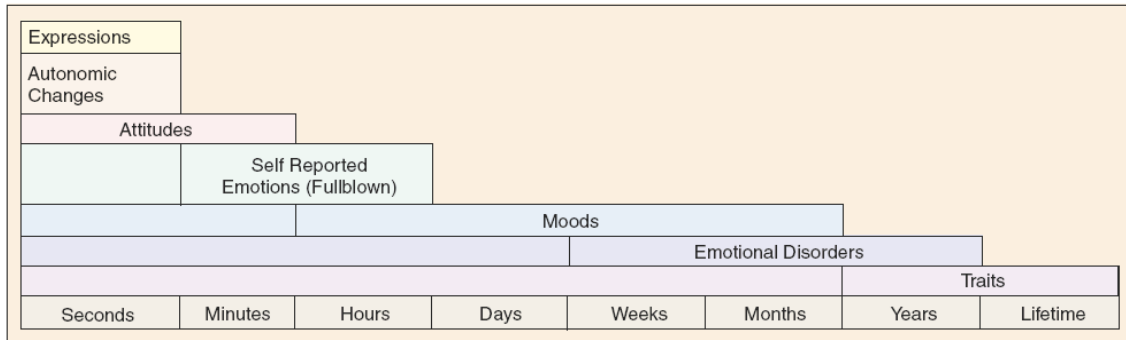 Expressions
Autonomic
Changes
Attitudes
Self Reported
Emotions (Fullblown)
Moods
Emotional Disorders
Traits
Seconds Minutes Hours Days Weeks Months Years Lifetime